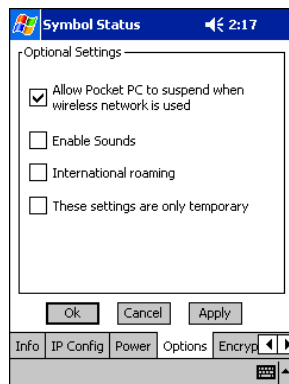 Symbol Status 2:17
Optional Settings
Allow Pocket PC to suspend when
wireless network is used
Enable Sounds
International roaming
These settings are only temporary
Ok Cancel Apply
Info IP Config Power Options Encryp